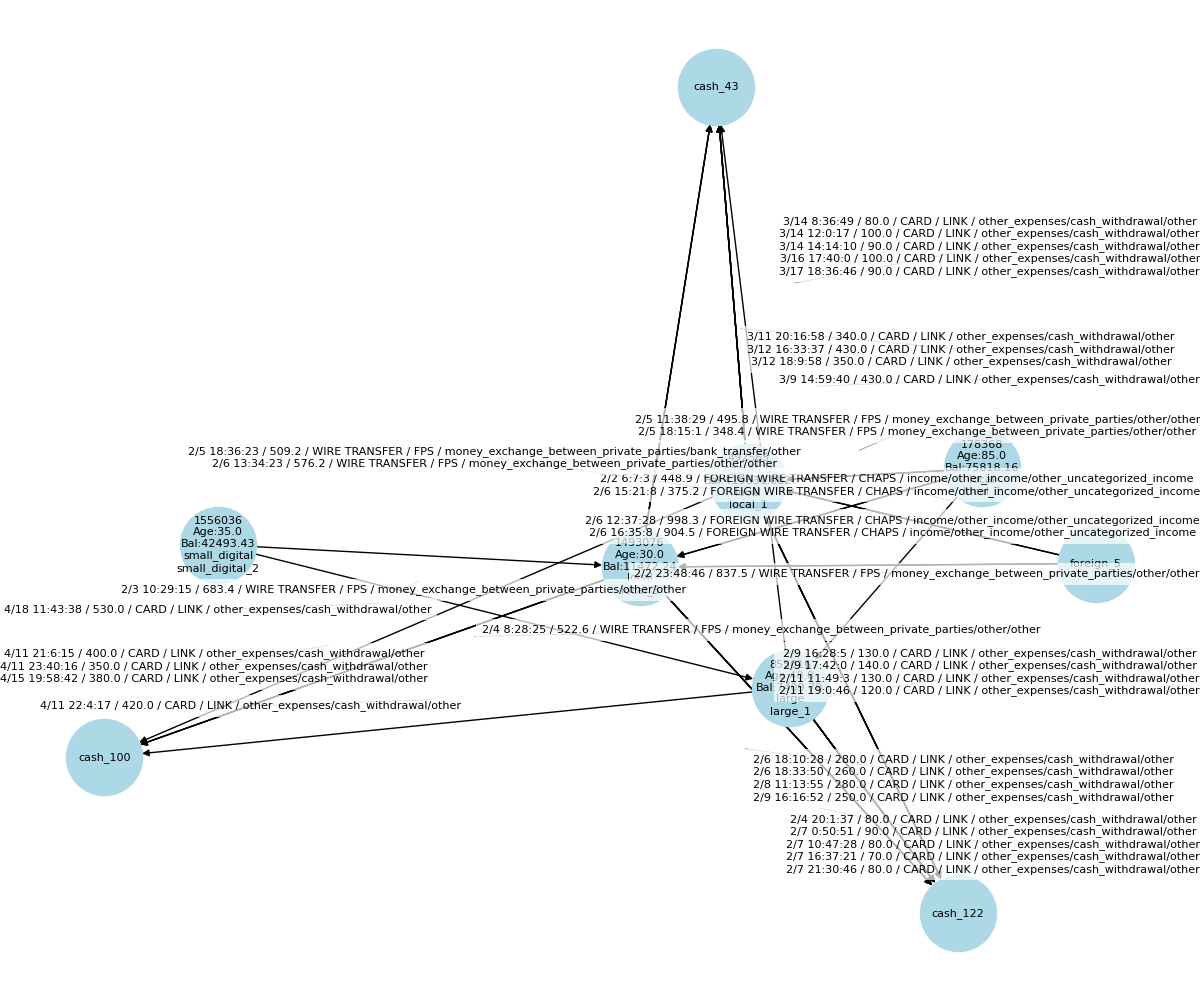 cash_43
3/14 8:36:49 / 80.0 / CARD / LINK / other_expenses/cash_withdrawal/other
3/14 12:0:17 / 100.0 / CARD / LINK / other_expenses/cash_withdrawal/other
3/14 14:14:10 / 90.0 / CARD / LINK / other_expenses/cash_withdrawal/other
3/16 17:40:0 / 100.0 / CARD / LINK / other_expenses/cash_withdrawal/other
3/17 18:36:46 / 90.0 / CARD / LINK / other_expenses/cash_withdrawal/other
3/11 20:16:58 / 340.0 / CARD / LINK / other_expenses/cash_withdrawal/other
3/12 16:33:37 / 430.0 / CARD / LINK / other_expenses/cash_withdrawal/other
3/12 18:9:58 / 350.0 / CARD / LINK / other_expenses/cash_withdrawal/other
3/9 14:59:40 / 430.0 / CARD / LINK / other_expenses/cash_withdrawal/other
2/5 11:38:29 / 495.8 / WIRE TRANSFER / FPS / money_exchange_between_private_parties/other/other
2/5 18:15:1 / 348.4 / WIRE TRANSFER / FPS / money_exchange_between_private_parties/other/other
178368
Age:85.0
Bal:75818.16
2/5 18:36:23 / 509.2 / WIRE TRANSFER / FPS / money_exchange_between_private_parties/bank_transfer/other
2/6 13:34:23 / 576.2 / WIRE TRANSFER / FPS / money_exchange_between_private_parties/other/other
2/2 6:7:3 / 448.9 / FOREIGN WIRE TRANSFER / CHAPS / income/other_income/other_uncategorized_income
2/6 15:21:8 / 375.2 / FOREIGN WIRE TRANSFER / CHAPS / income/other_income/other_uncategorized_income
local_1
2/6 12:37:28 / 998.3 / FOREIGN WIRE TRANSFER / CHAPS / income/other_income/other_uncategorized_income
2/6 16:35:8 / 904.5 / FOREIGN WIRE TRANSFER / CHAPS / income/other_income/other_uncategorized_income
1556036
Age:35.0
Bal:42493.43
small_digital
small_digital_2
1493076
Age:30.0
foreign_5
2/2 23:48:46 / 837.5 / WIRE TRANSFER / FPS / money_exchange_between_private_parties/other/other
2/3 10:29:15 / 683.4 / WIRE TRANSFER / FPS / money_exchange_between_private_parties/other/other
4/18 11:43:38 / 530.0 / CARD / LINK / other_expenses/cash_withdrawal/other
2/4 8:28:25 / 522.6 / WIRE TRANSFER / FPS / money_exchange_between_private_parties/other/other
4/11 21:6:15 / 400.0 / CARD / LINK / other_expenses/cash_withdrawal/other
4/11 23:40:16 / 350.0 / CARD / LINK / other_expenses/cash_withdrawal/other
4/15 19:58:42 / 380.0 / CARD / LINK / other_expenses/cash_withdrawal/other
2/9 16:28:5 / 130.0 / CARD / LINK / other_expenses/cash_withdrawal/other
2/9 17:42:0 / 140.0 / CARD / LINK / other_expenses/cash_withdrawal/other
2/11 11:49:3 / 130.0 / CARD / LINK / other_expenses/cash_withdrawal/other
2/11 19:0:46 / 120.0 / CARD / LINK / other_expenses/cash_withdrawal/other
large_1
4/11 22:4:17 / 420.0 / CARD / LINK / other_expenses/cash_withdrawal/other
cash_100
2/6 18:10:28 / 280.0 / CARD / LINK / other_expenses/cash_withdrawal/other
2/6 18:33:50 / 260.0 / CARD / LINK / other_expenses/cash_withdrawal/other
2/8 11:13:55 / 280.0 / CARD / LINK / other_expenses/cash_withdrawal/other
2/9 16:16:52 / 250.0 / CARD / LINK / other_expenses/cash_withdrawal/other
2/4 20:1:37 / 80.0 / CARD / LINK / other_expenses/cash_withdrawal/other
2/7 0:50:51 / 90.0 / CARD / LINK / other_expenses/cash_withdrawal/other
2/7 10:47:28 / 80.0 / CARD / LINK / other_expenses/cash_withdrawal/other
2/7 16:37:21 / 70.0 / CARD / LINK / other_expenses/cash_withdrawal/other
2/7 21:30:46 / 80.0 / CARD / LINK / other_expenses/cash_withdrawal/other
cash_122